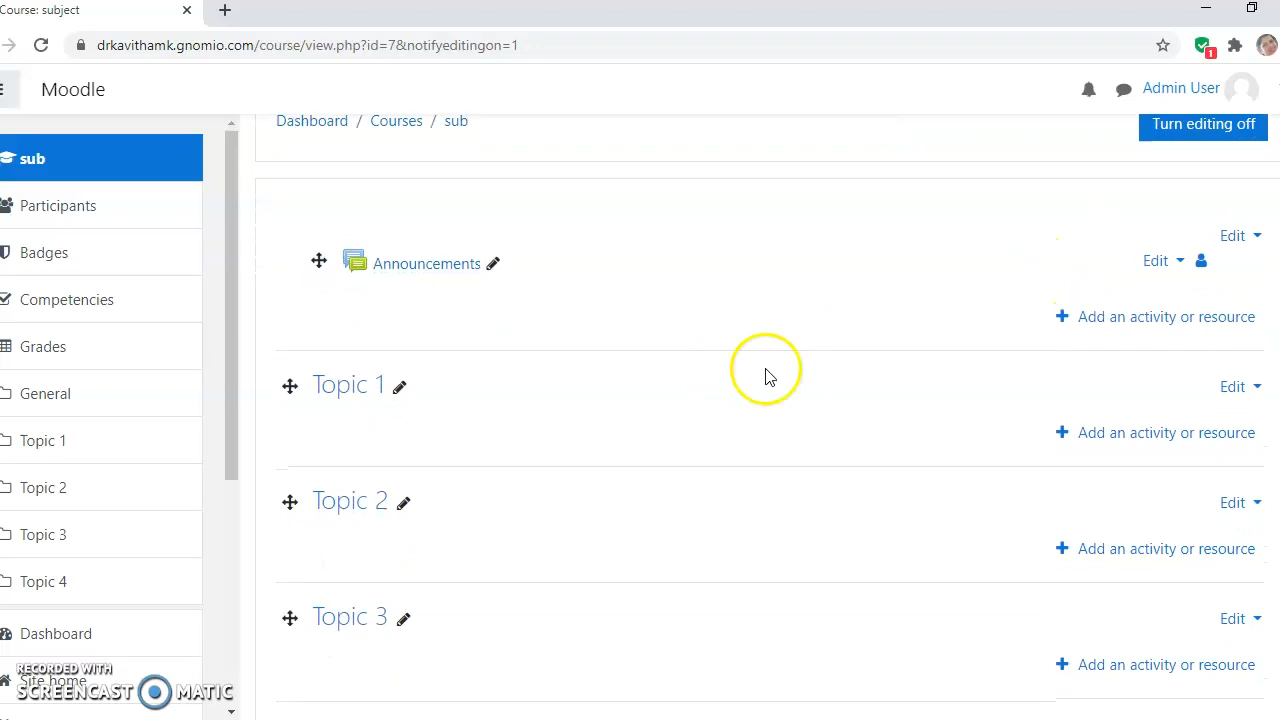 Course: subject
drkavithamk.gnomio.com/course/view.php?id=7&notifyeditingon=1
1
Moodle
Admin User
Dashboard / Courses / sub
Turn editing off
sub
Participants
Badges
Competencies
Grades
General
Topic 1
Topic 2
Topic 3
Topic 4
Dashboard
Site home
Edit
Announcements
Edit
Add an activity or resource
Topic 1
Edit
Add an activity or resource
Topic 2
Edit
Add an activity or resource
Topic 3
Edit
Add an activity or resource
RECORDED WITH
SCREENCAST MATIC